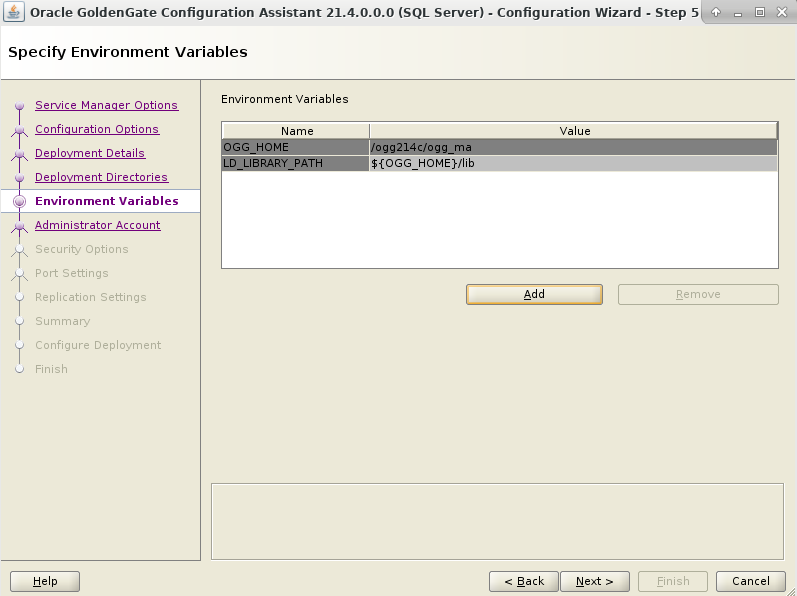 Oracle GoldenGate Configuration Assistant 21.4.0.0.0 (SQL Server) - Configuration Wizard - Step 5
Specify Environment Variables
Service Manager Options
Configuration Options
Deployment Details
Deployment Directories
Environment Variables
Administrator Account
Security Options
Port Settings
Replication Settings
Summary
Configure Deployment
Finish
Environment Variables
Name Value
OGG_HOME /ogg214c/ogg_ma
LD_LIBRARY_PATH ${OGG_HOME}/lib
Add Remove
Help < Back Next > Finish Cancel